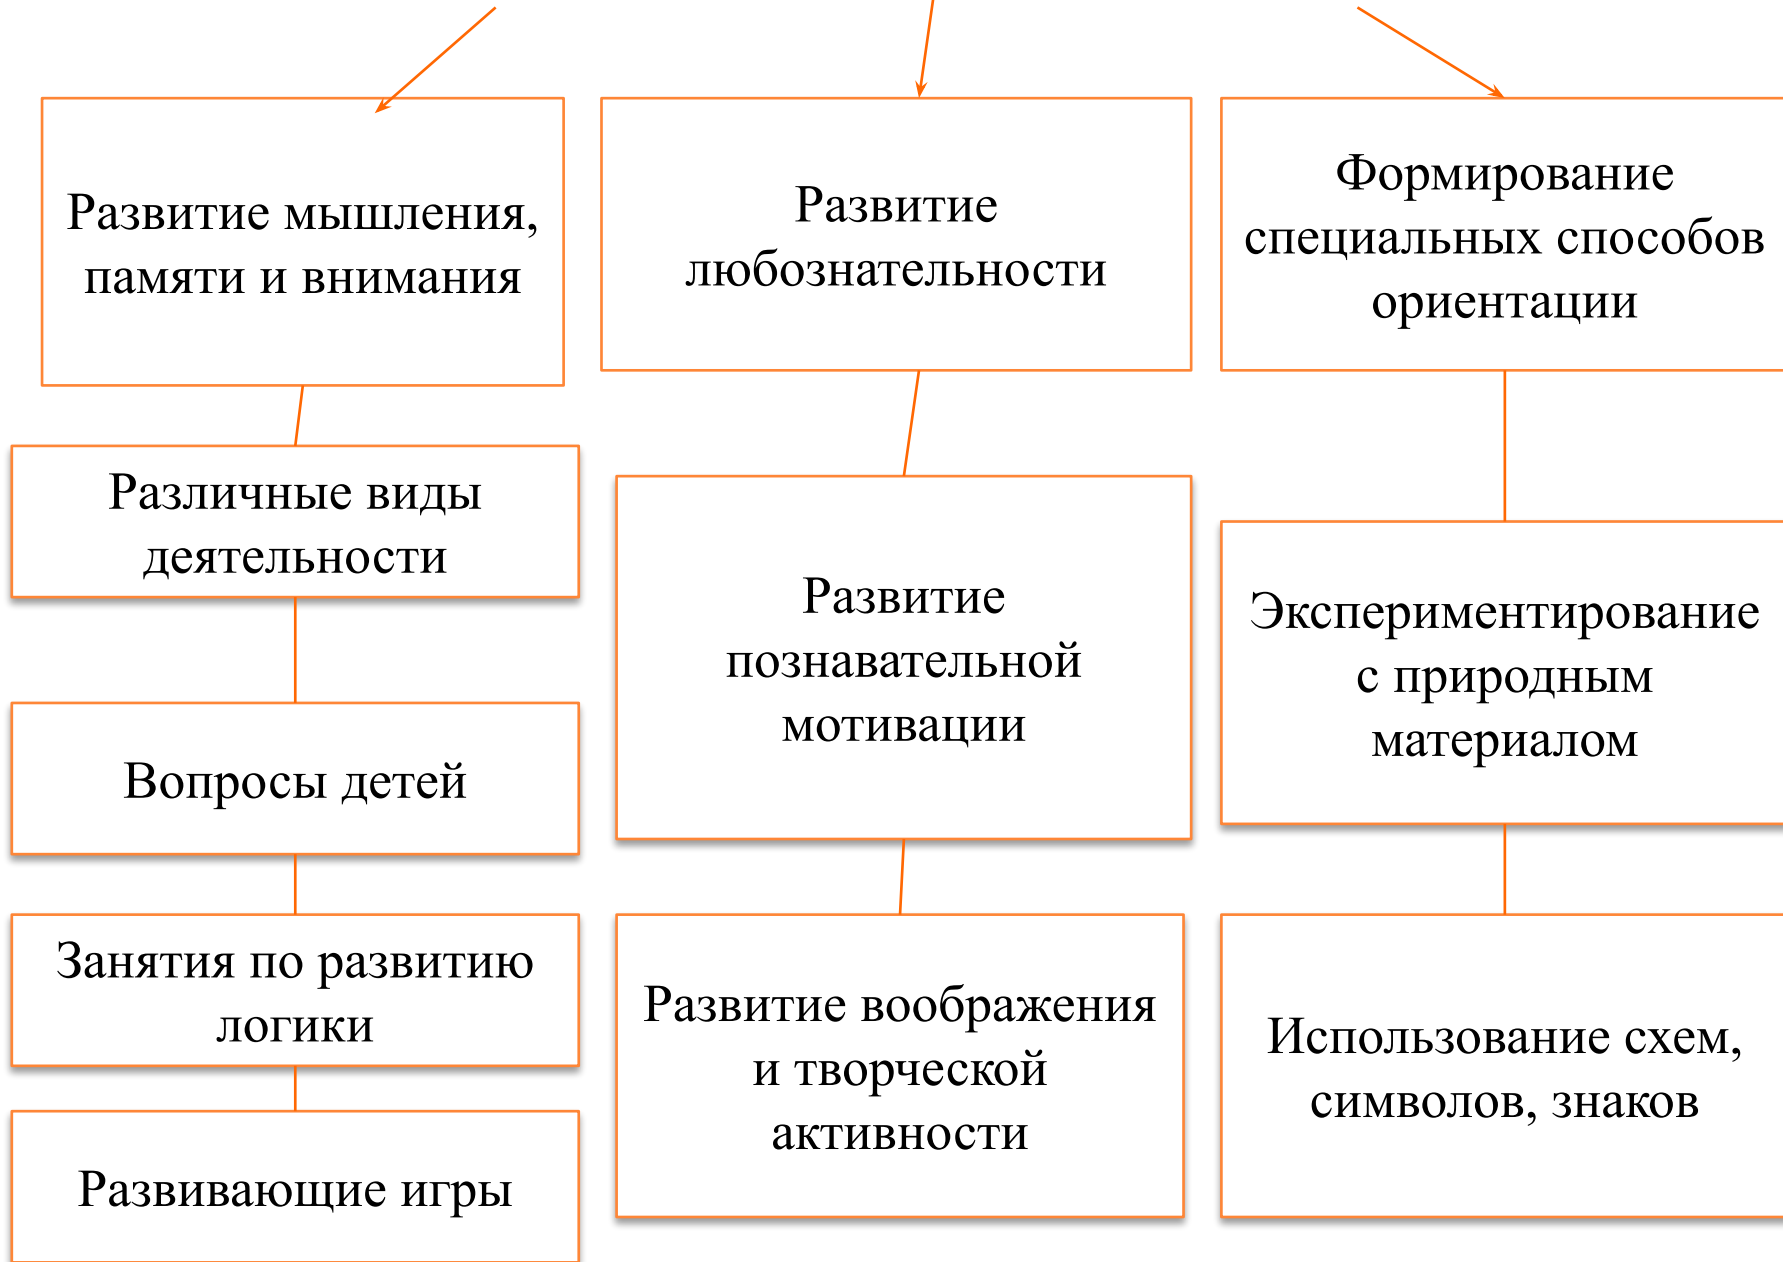 Развитие мышления,
памяти и внимания
Различные виды
деятельности
Вопросы детей
Занятия по развитию
логики
Развивающие игры
Развитие
любознательности
Развитие
познавательной
мотивации
Развитие воображения
и творческой
активности
Формирование
специальных способов
ориентации
Экспериментирование
с природным
материалом
Использование схем,
символов, знаков